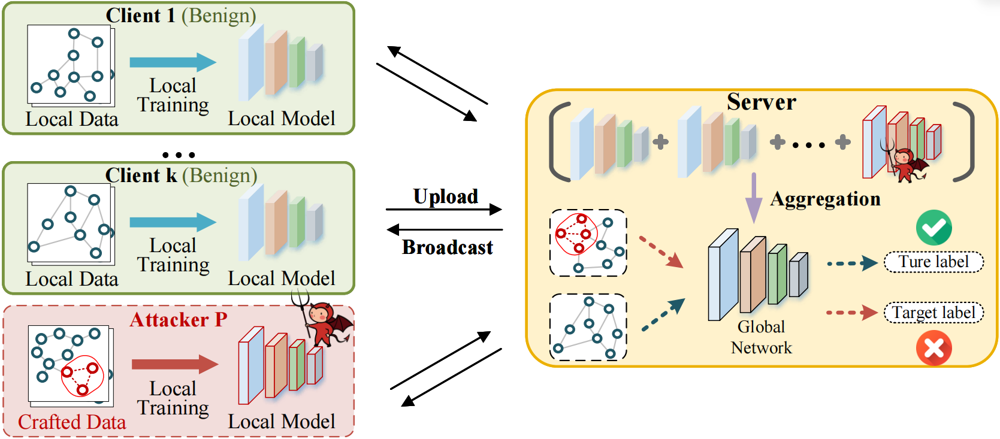 Client 1 (Benign)
Local
Training
Local Data
Local Model
...
Client k (Benign)
Local
Training
Local Data
Local Model
Attacker P
Local
Training
Crafted Data
Local Model
Upload
Broadcast
Server
+ + ... +
Aggregation
Global
Network
Ture label
Target label